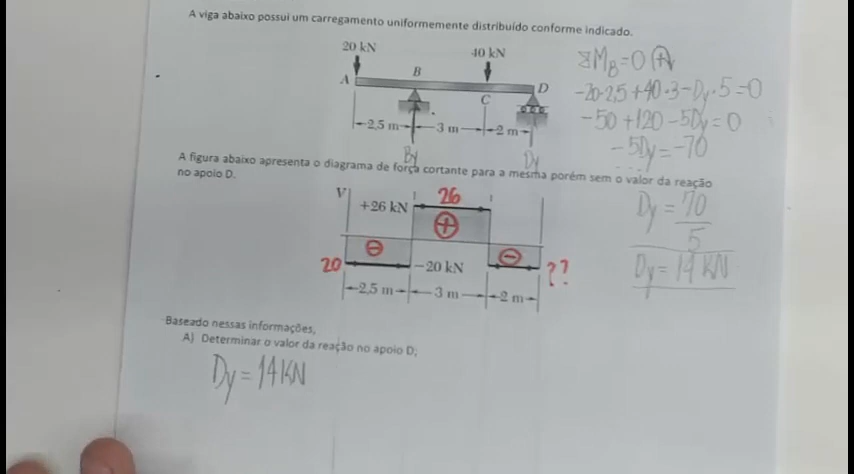 A viga abaixo possui um carregamento uniformemente distribuído conforme indicado.
20 kN
40 kN
A
B
C
D
2,5 m
3 m
2 m
By
Dy
ΣM_B=0
-20·2,5+40·3-Dy·5=0
-50+120-5Dy=0
-5Dy=-70
Dy=70
5
Dy=14 KN
A figura abaixo apresenta o diagrama de força cortante para a mesma porém sem o valor da reação
no apoio D.
V
+26 kN
26
+
−
−
20
−20 kN
??
2,5 m
3 m
2 m
Baseado nessas informações,
A) Determinar o valor da reação no apoio D;
Dy=14KN